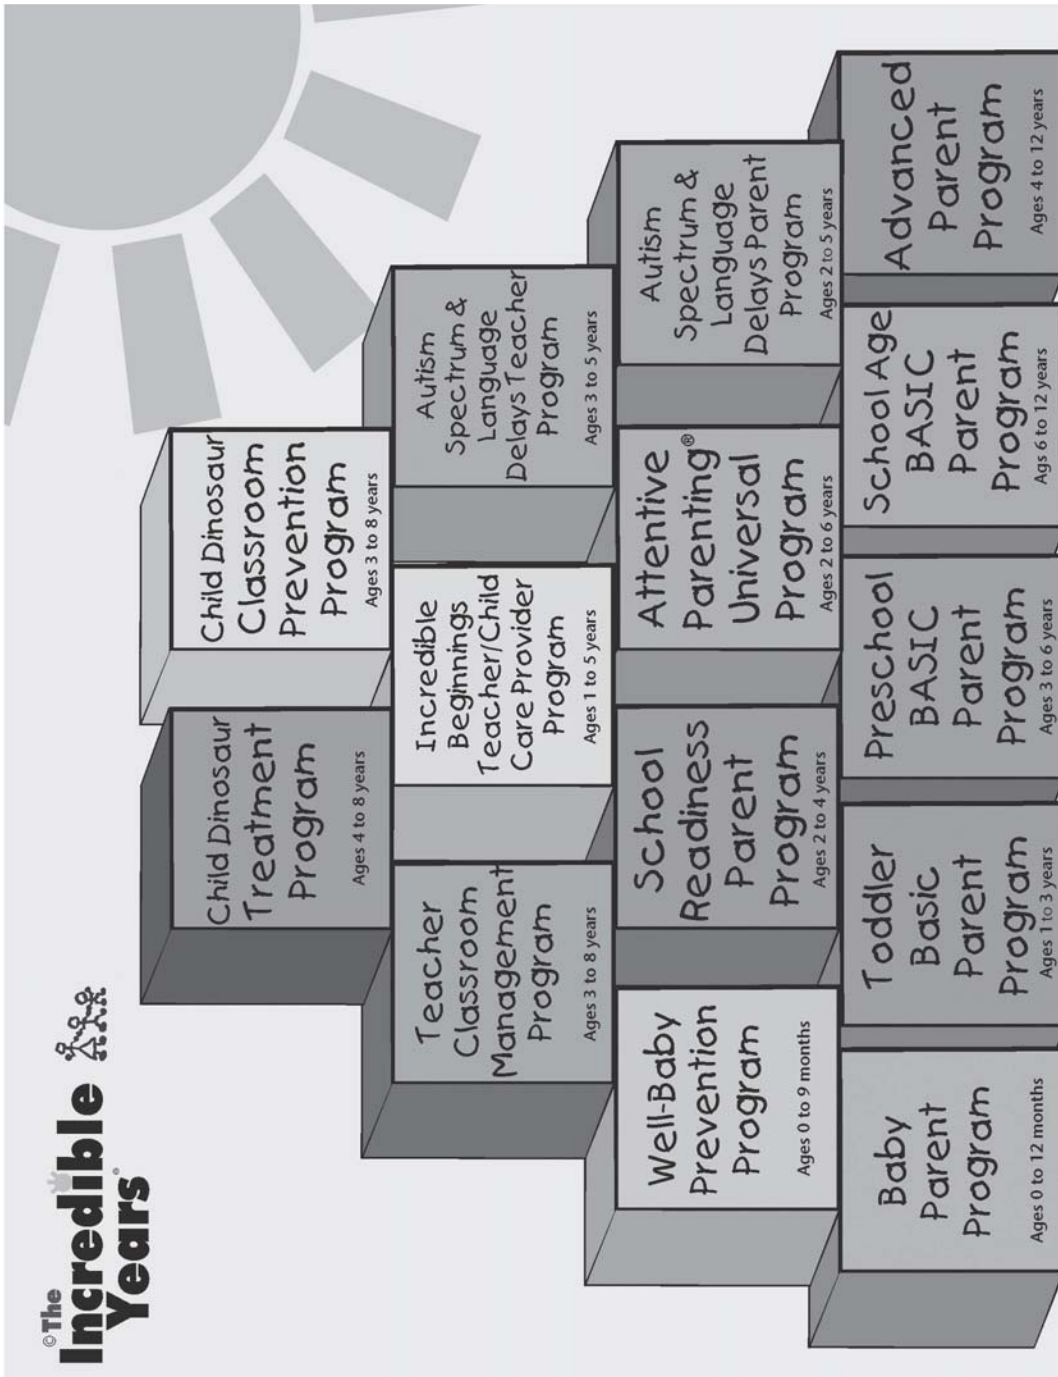 ©The
Incredible
Years®
Child Dinosaur
Treatment
Program
Ages 4 to 8 years
Child Dinosaur
Classroom
Prevention
Program
Ages 3 to 8 years
Teacher
Classroom
Management
Program
Ages 3 to 8 years
Incredible
Beginnings
Teacher/Child
Care Provider
Program
Ages 1 to 5 years
Autism
Spectrum &
Language
Delays Teacher
Program
Ages 3 to 5 years
Well-Baby
Prevention
Program
Ages 0 to 9 months
School
Readiness
Parent
Program
Ages 2 to 4 years
Attentive
Parenting®
Universal
Program
Ages 2 to 6 years
Autism
Spectrum &
Language
Delays Parent
Program
Ages 2 to 5 years
Baby
Parent
Program
Ages 0 to 12 months
Toddler
Basic
Parent
Program
Ages 1 to 3 years
Preschool
BASIC
Parent
Program
Ages 3 to 6 years
School Age
BASIC
Parent
Program
Ags 6 to 12 years
Advanced
Parent
Program
Ages 4 to 12 years